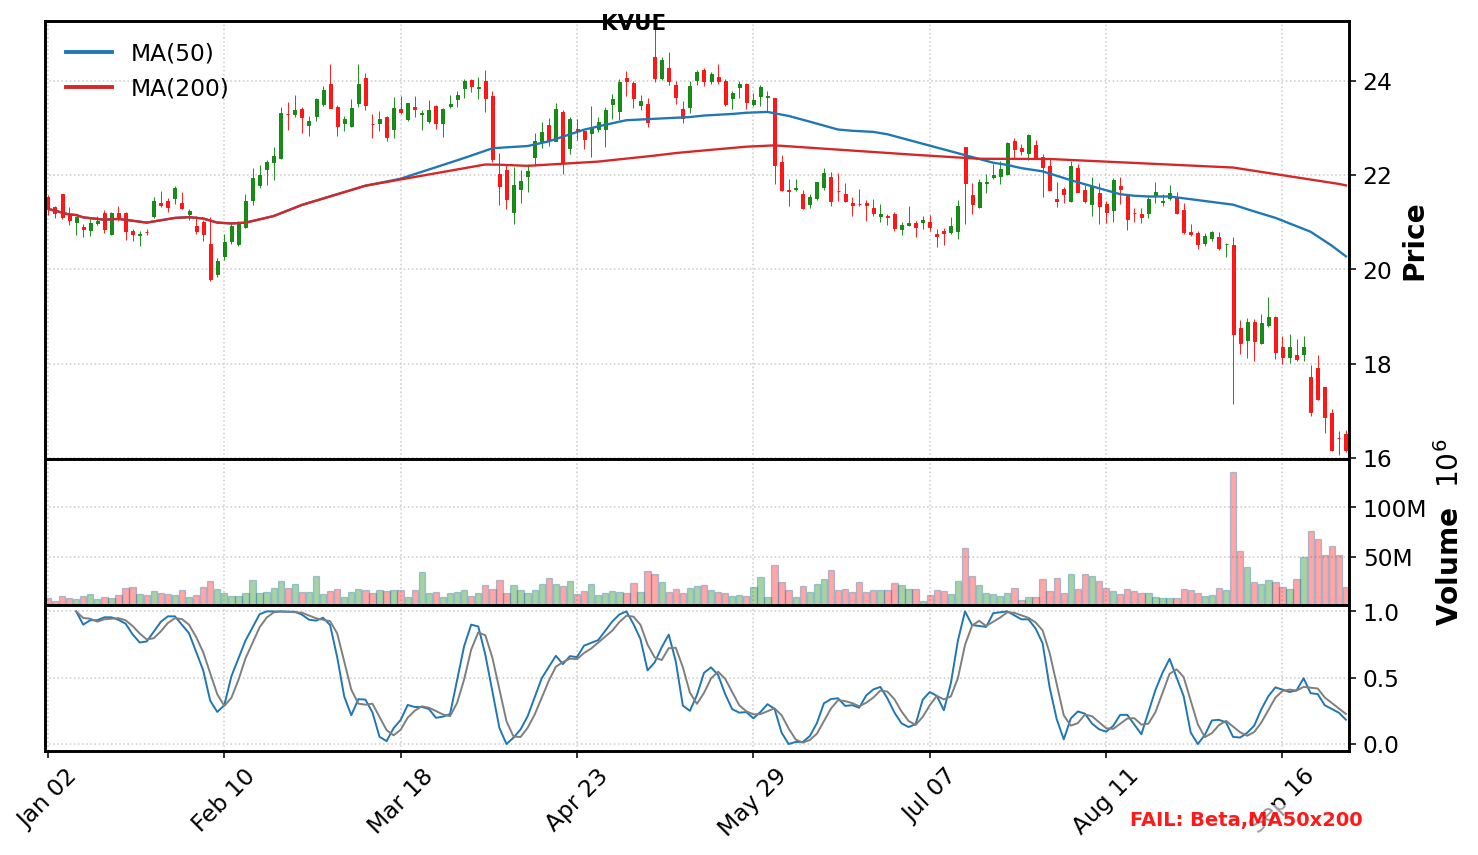 KVUE
MA(50)
MA(200)
24
22
20
18
16
Price
100M
50M
Volume 10⁶
1.0
0.5
0.0
Jan 02
Feb 10
Mar 18
Apr 23
May 29
Jul 07
Aug 11
Sep 16
FAIL: Beta,MA50x200